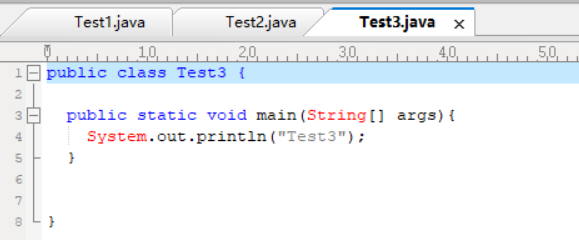 Test1.java Test2.java Test3.java x
0 10 20 30 40 50
1 public class Test3 {
2
3 public static void main(String[] args){
4 System.out.println("Test3");
5 }
6
7
8 }